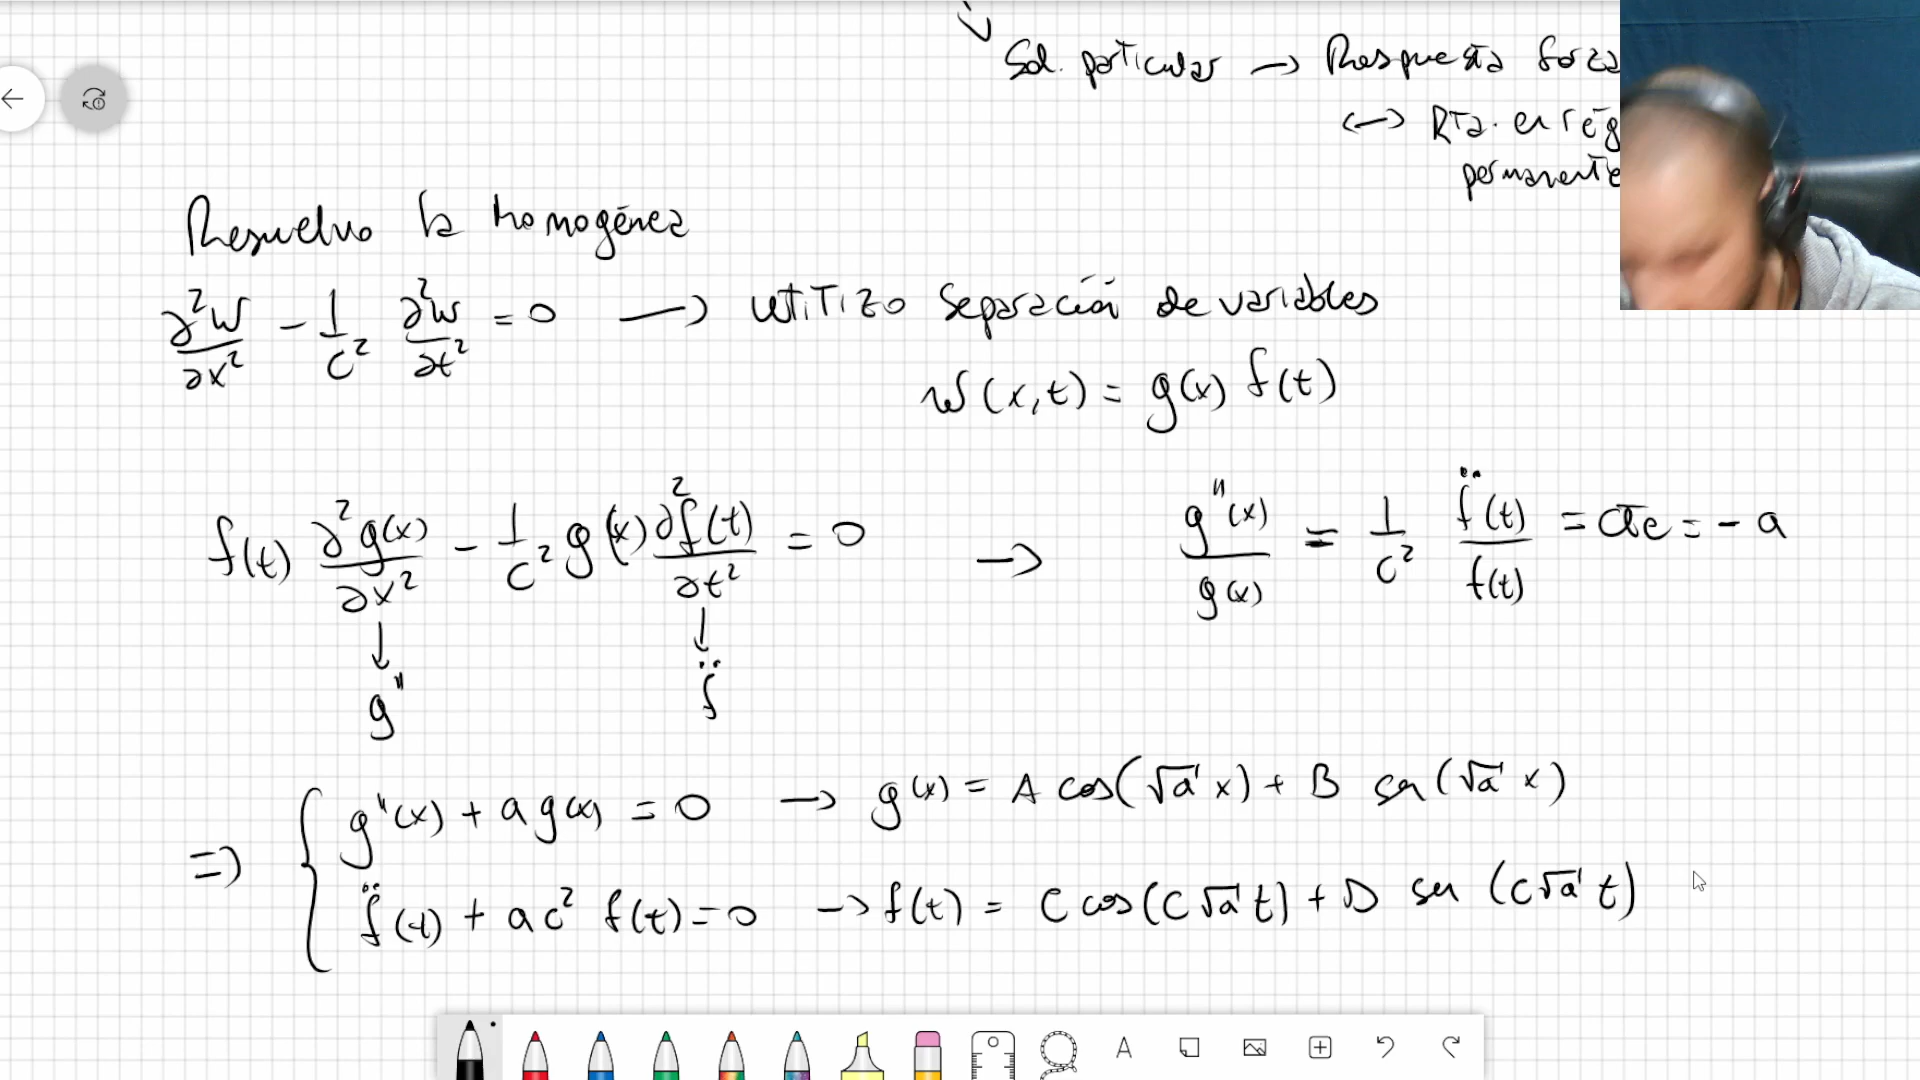 Sol. particular → Respuesta forza
↔ Rta. en rég
permanente
Resuelvo la homogénea
∂²w/∂x² - 1/c² ∂²w/∂t² = 0 → utilizo separación de variables
w(x,t) = g(x) f(t)
f(t) ∂²g(x)/∂x² - 1/c² g(x) ∂²f(t)/∂t² = 0 → g''(x)/g(x) = 1/c² f̈(t)/f(t) = cte = -a
↓ ↓
g'' f̈
⇒ { g''(x) + a g(x) = 0 → g(x) = A cos(√a x) + B sen(√a x)
f̈(t) + a c² f(t) = 0 → f(t) = C cos(c√a t) + D sen(c√a t)
A